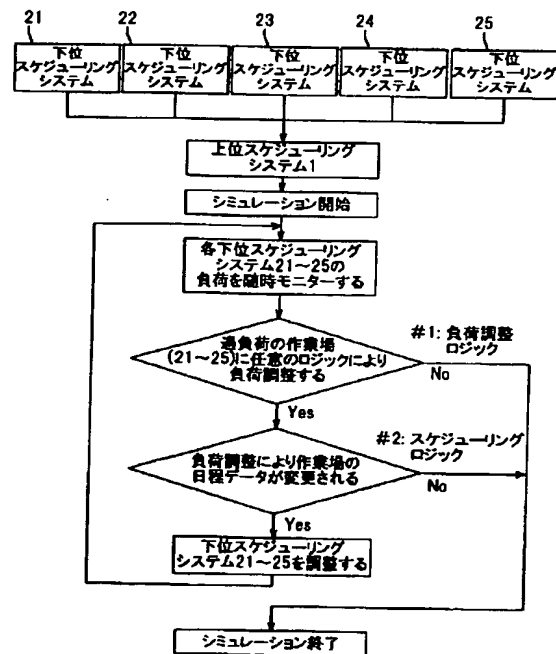 21
22
23
24
25
下位
スケジューリング
システム
下位
スケジューリング
システム
下位
スケジューリング
システム
下位
スケジューリング
システム
下位
スケジューリング
システム
上位スケジューリング
システム1
シミュレーション開始
各下位スケジューリング
システム21～25の
負荷を随時モニターする
過負荷の作業場
(21～25)に任意のロジックにより
負荷調整する
#1: 負荷調整
ロジック
No
Yes
#2: スケジューリング
ロジック
負荷調整により作業場の
日程データが変更される
No
Yes
下位スケジューリング
システム21～25を調整する
シミュレーション終了